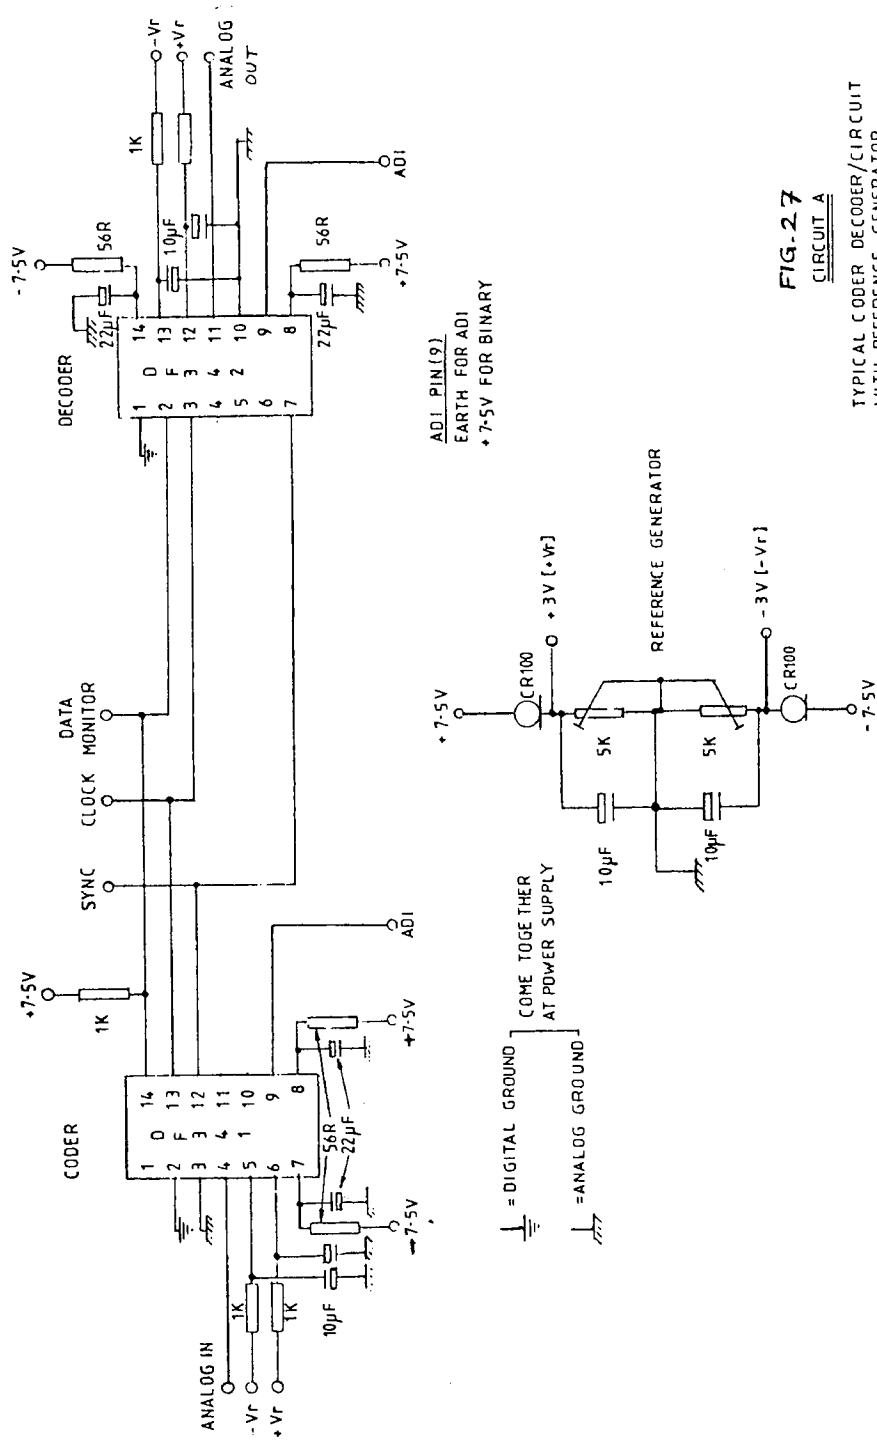 CODER
DECODER
ANALOG IN
-Vr
+Vr
1K
1K
10µF
-7·5V
56R
22µF
+7·5V
ADI
1
2
3
4
5
6
7
14
13
12
11
10
9
8
D
F
3
4
1
+7·5V
1K
SYNC
CLOCK
DATA
MONITOR
1
2
3
4
5
6
7
14
13
12
11
10
9
8
D
F
3
4
2
22µF
-7·5V
56R
10µF
1K
-Vr
+Vr
ANALOG
OUT
22µF
56R
+7·5V
ADI
ADI PIN(9)
EARTH FOR ADI
+7·5V FOR BINARY
=DIGITAL GROUND
=ANALOG GROUND
COME TOGETHER
AT POWER SUPPLY
+7·5V
CR100
+3V [+Vr]
5K
5K
10µF
10µF
REFERENCE GENERATOR
-3V [-Vr]
CR100
-7·5V
FIG.27
CIRCUIT A
TYPICAL CODER DECODER/CIRCUIT
WITH REFERENCE GENERATOR